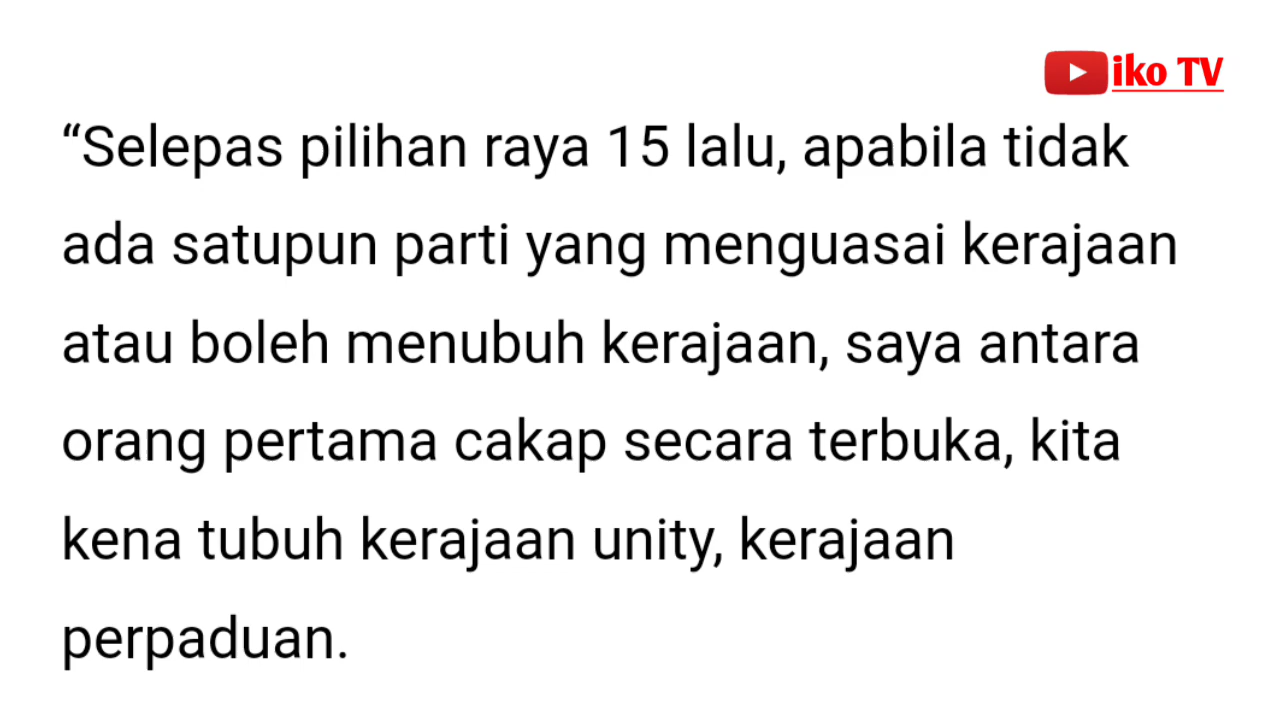 iko TV
“Selepas pilihan raya 15 lalu, apabila tidak
ada satupun parti yang menguasai kerajaan
atau boleh menubuh kerajaan, saya antara
orang pertama cakap secara terbuka, kita
kena tubuh kerajaan unity, kerajaan
perpaduan.